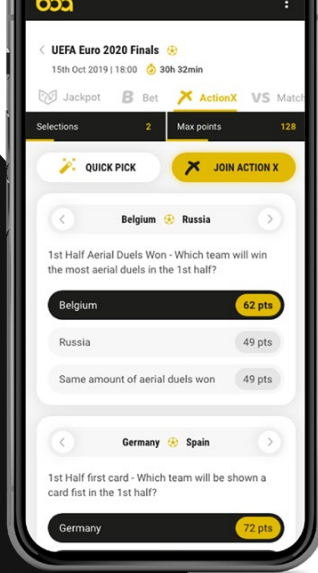 UEFA Euro 2020 Finals
15th Oct 2019 | 18:00 30h 32min
Jackpot B Bet ActionX VS Match
Selections 2 Max points 128
QUICK PICK JOIN ACTION X
Belgium Russia
1st Half Aerial Duels Won - Which team will win
the most aerial duels in the 1st half?
Belgium 62 pts
Russia 49 pts
Same amount of aerial duels won 49 pts
Germany Spain
1st Half first card - Which team will be shown a
card fist in the 1st half?
Germany 72 pts